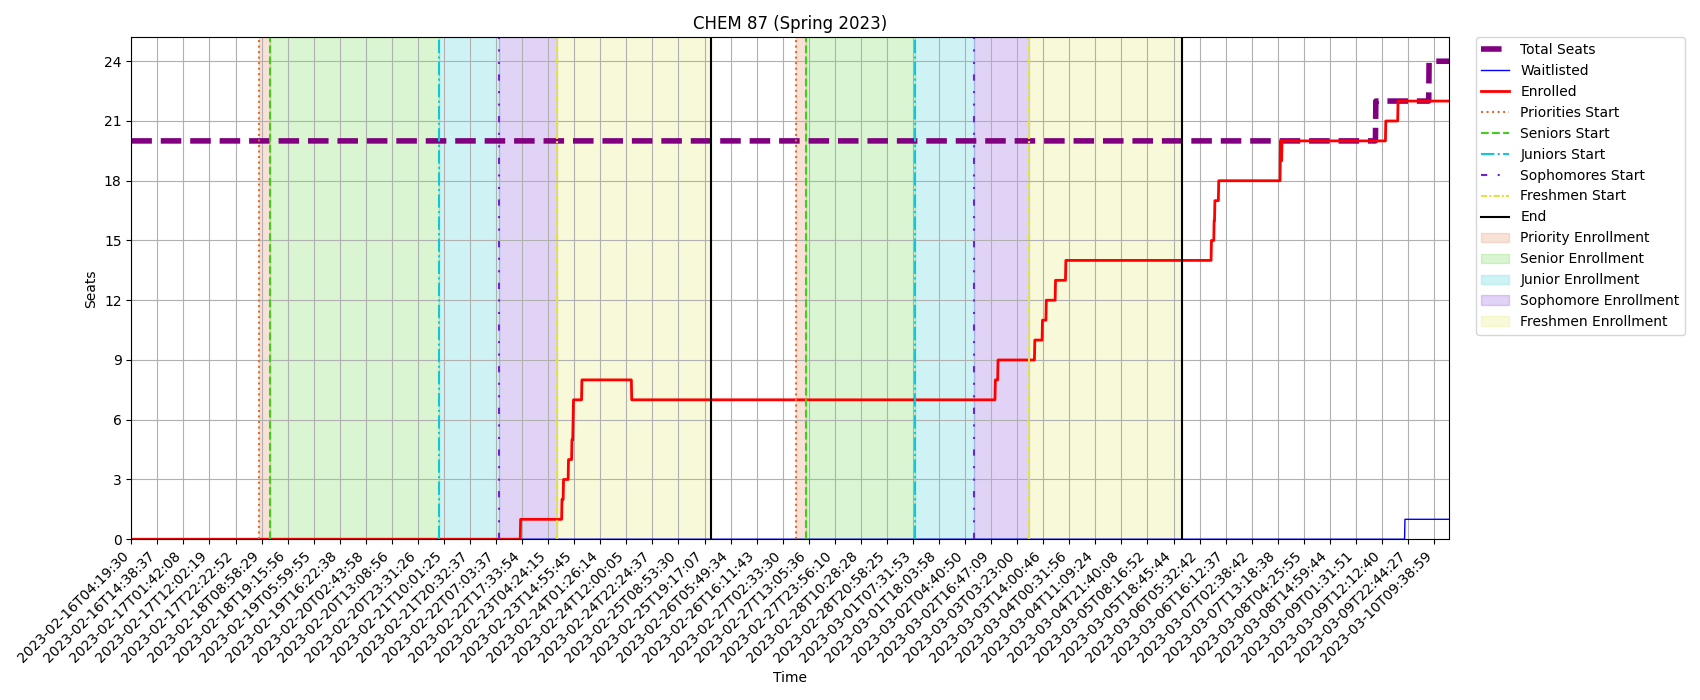 CHEM 87 (Spring 2023)
Seats
24
21
18
15
12
9
6
3
0
2023-02-16T04:19:30
2023-02-16T14:38:37
2023-02-17T01:42:08
2023-02-17T12:02:19
2023-02-17T22:22:52
2023-02-18T08:58:29
2023-02-18T19:15:56
2023-02-19T05:59:55
2023-02-19T16:22:38
2023-02-20T02:43:58
2023-02-20T13:08:56
2023-02-20T23:31:26
2023-02-21T10:01:25
2023-02-21T20:32:37
2023-02-22T07:03:37
2023-02-22T17:33:54
2023-02-23T04:24:15
2023-02-23T14:55:45
2023-02-24T01:26:14
2023-02-24T12:00:05
2023-02-24T22:24:37
2023-02-25T08:53:30
2023-02-25T19:17:07
2023-02-26T05:49:34
2023-02-26T16:11:43
2023-02-27T02:33:30
2023-02-27T13:05:36
2023-02-27T23:56:10
2023-02-28T10:28:28
2023-02-28T20:58:25
2023-03-01T07:31:53
2023-03-01T18:03:58
2023-03-02T04:40:50
2023-03-02T16:47:09
2023-03-03T03:23:00
2023-03-03T14:00:46
2023-03-04T00:31:56
2023-03-04T11:09:24
2023-03-04T21:40:08
2023-03-05T08:16:52
2023-03-05T18:45:44
2023-03-06T05:32:42
2023-03-06T16:12:37
2023-03-07T02:38:42
2023-03-07T13:18:38
2023-03-08T04:25:55
2023-03-08T14:59:44
2023-03-09T01:31:51
2023-03-09T12:12:40
2023-03-09T22:44:27
2023-03-10T09:38:59
Time
Total Seats
Waitlisted
Enrolled
Priorities Start
Seniors Start
Juniors Start
Sophomores Start
Freshmen Start
End
Priority Enrollment
Senior Enrollment
Junior Enrollment
Sophomore Enrollment
Freshmen Enrollment